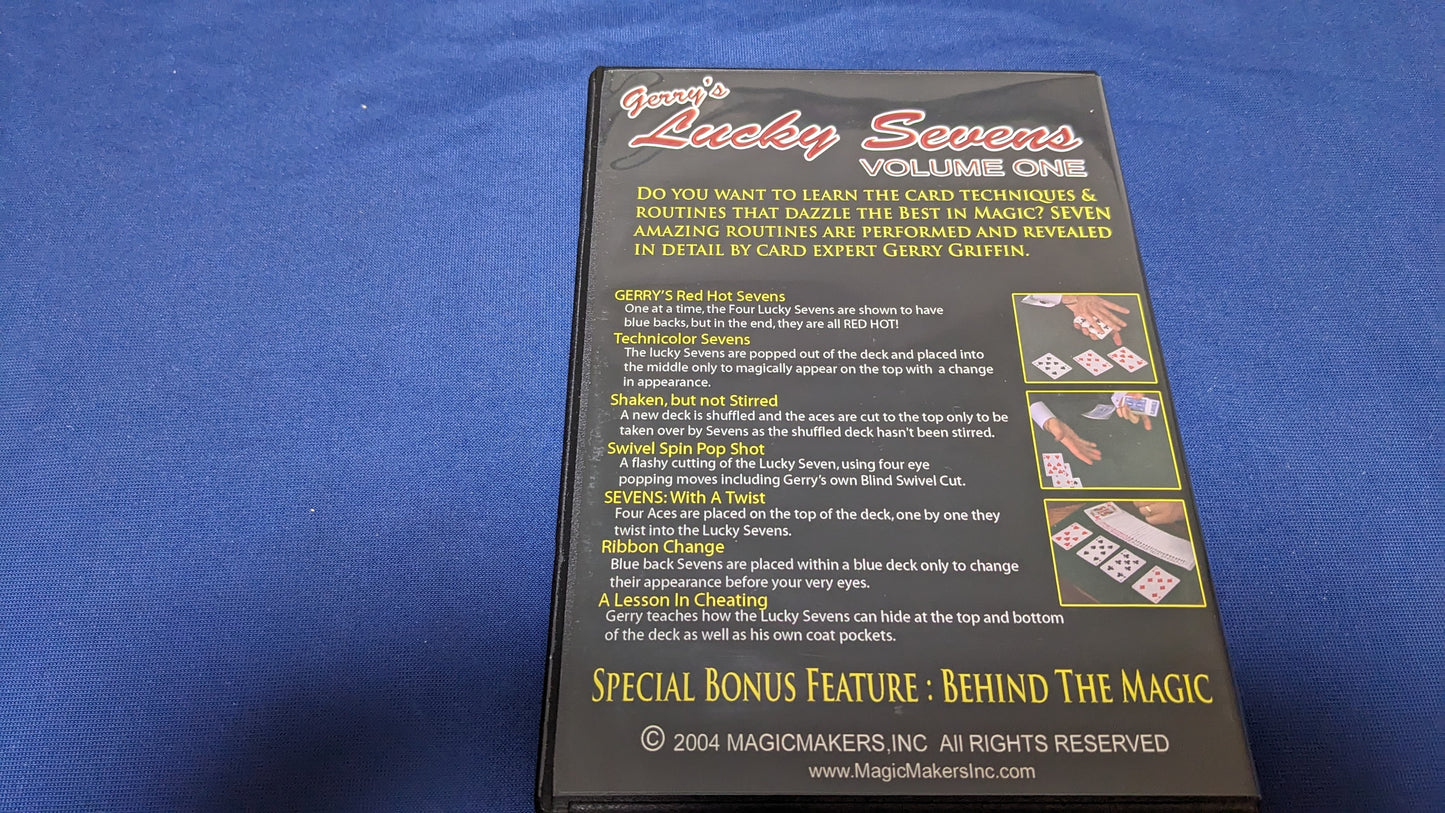 Gerry's
Lucky Sevens
VOLUME ONE
DO YOU WANT TO LEARN THE CARD TECHNIQUES &
ROUTINES THAT DAZZLE THE BEST IN MAGIC? SEVEN
AMAZING ROUTINES ARE PERFORMED AND REVEALED
IN DETAIL BY CARD EXPERT GERRY GRIFFIN.
GERRY'S Red Hot Sevens
One at a time, the Four Lucky Sevens are shown to have
blue backs, but in the end, they are all RED HOT!
Technicolor Sevens
The lucky Sevens are popped out of the deck and placed into
the middle only to magically appear on the top with a change
in appearance.
Shaken, but not Stirred
A new deck is shuffled and the aces are cut to the top only to be
taken over by Sevens as the shuffled deck hasn't been stirred.
Swivel Spin Pop Shot
A flashy cutting of the Lucky Seven, using four eye
popping moves including Gerry's own Blind Swivel Cut.
SEVENS: With A Twist
Four Aces are placed on the top of the deck, one by one they
twist into the Lucky Sevens.
Ribbon Change
Blue back Sevens are placed within a blue deck only to change
their appearance before your very eyes.
A Lesson In Cheating
Gerry teaches how the Lucky Sevens can hide at the top and bottom
of the deck as well as his own coat pockets.
SPECIAL BONUS FEATURE : BEHIND THE MAGIC
© 2004 MAGICMAKERS,INC All RIGHTS RESERVED
www.MagicMakersInc.com